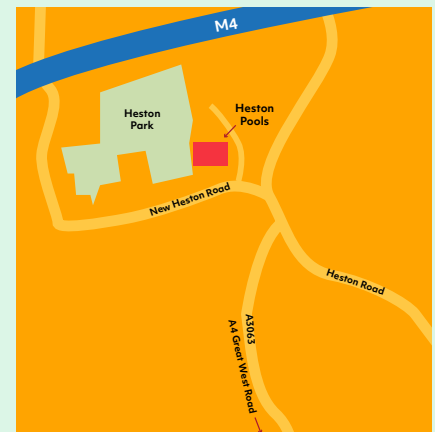 M4
Heston
Park
Heston
Pools
New Heston Road
Heston Road
A3063
A4 Great West Road